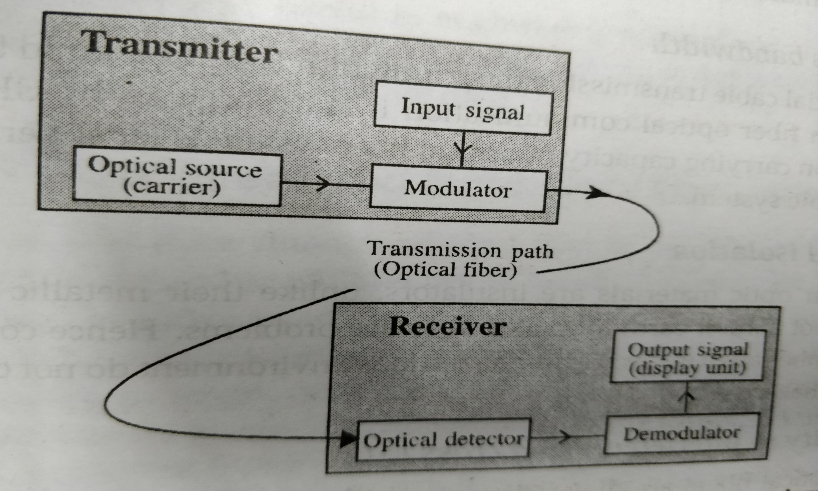 Transmitter
Input signal
Optical source
(carrier)
Modulator
Transmission path
(Optical fiber)
Receiver
Output signal
(display unit)
Optical detector
Demodulator